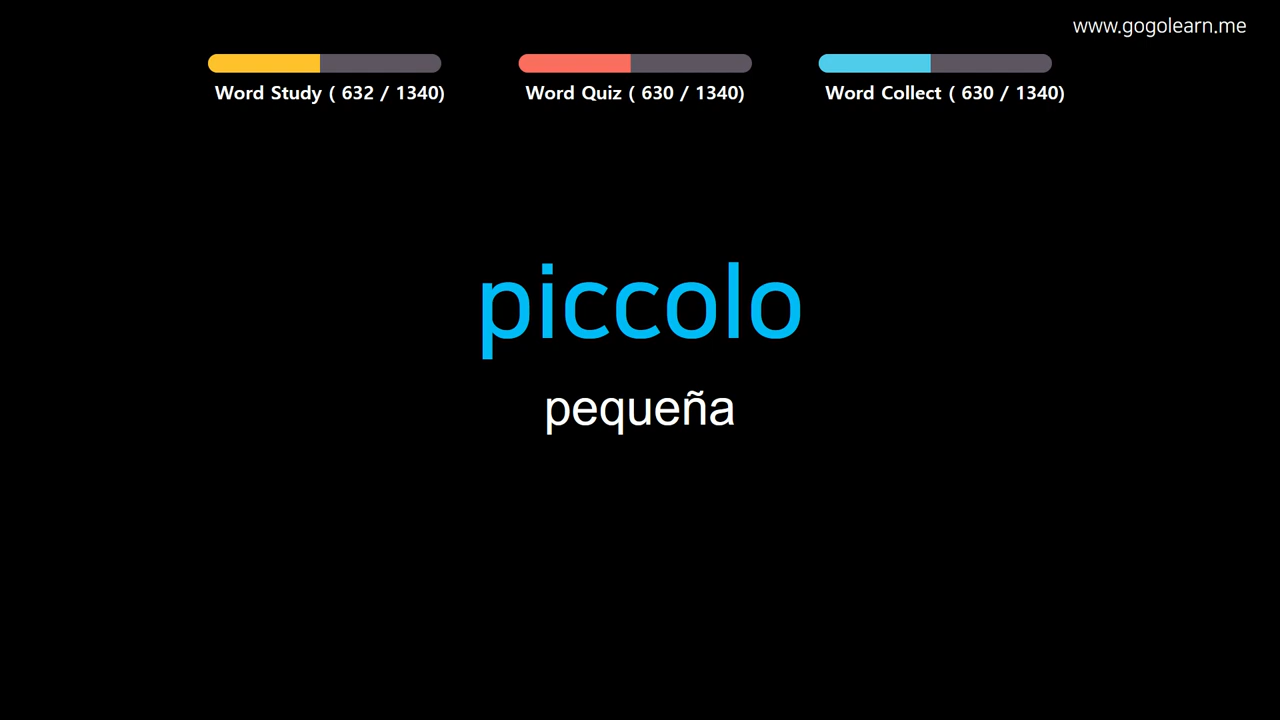 www.gogolearn.me
Word Study ( 632 / 1340)
Word Quiz ( 630 / 1340)
Word Collect ( 630 / 1340)
piccolo
pequeña